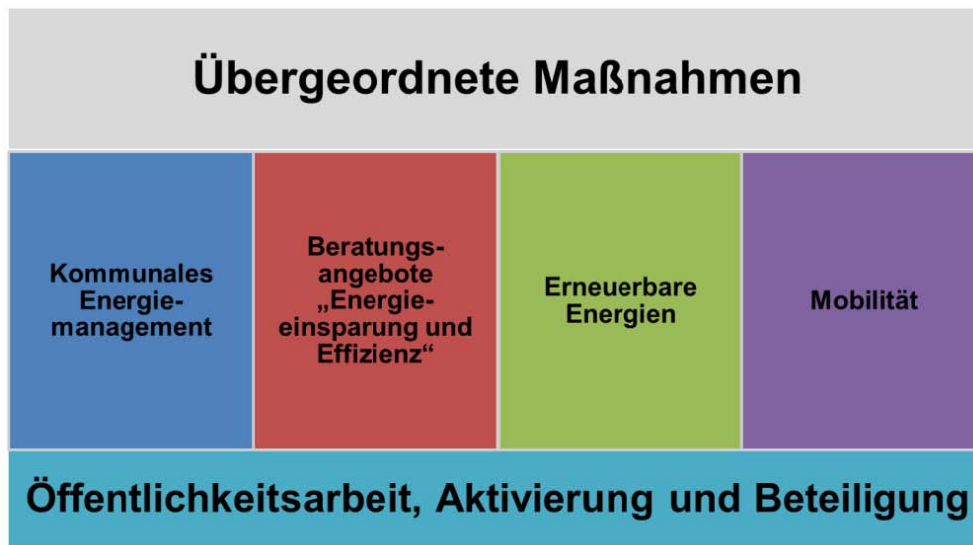 Übergeordnete Maßnahmen
Kommunales
Energie-
management
Beratungs-
angebote
„Energie-
einsparung und
Effizienz“
Erneuerbare
Energien
Mobilität
Öffentlichkeitsarbeit, Aktivierung und Beteiligung